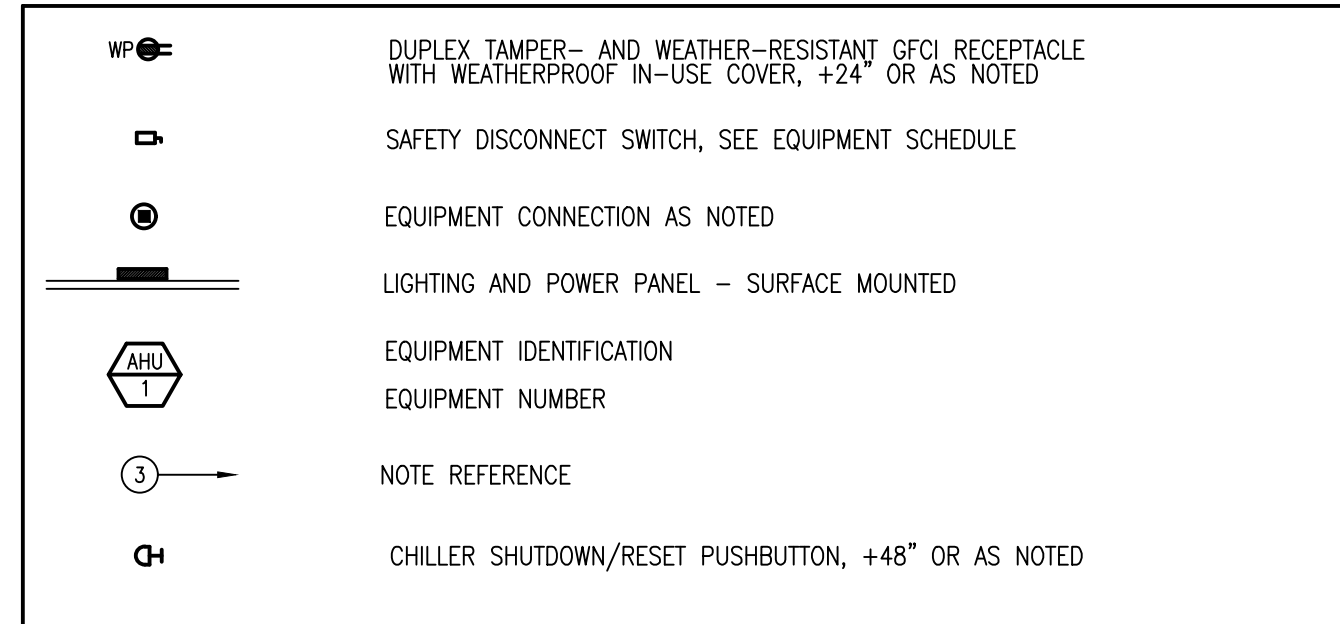 WP
DUPLEX TAMPER- AND WEATHER-RESISTANT GFCI RECEPTACLE
WITH WEATHERPROOF IN-USE COVER, +24" OR AS NOTED
SAFETY DISCONNECT SWITCH, SEE EQUIPMENT SCHEDULE
EQUIPMENT CONNECTION AS NOTED
LIGHTING AND POWER PANEL - SURFACE MOUNTED
AHU
EQUIPMENT IDENTIFICATION
1
EQUIPMENT NUMBER
3
NOTE REFERENCE
CHILLER SHUTDOWN/RESET PUSHBUTTON, +48" OR AS NOTED